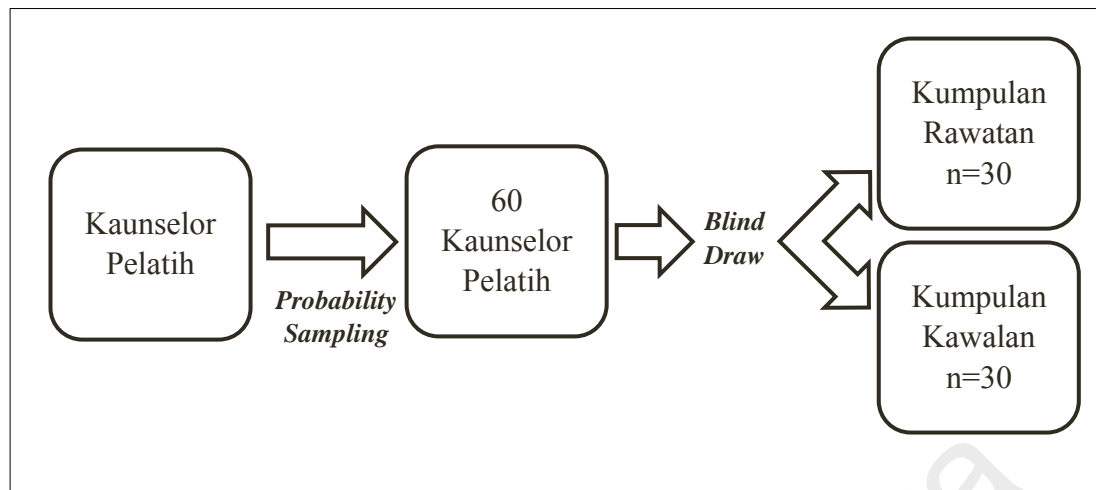 Kaunselor
Pelatih
Probability
Sampling
60
Kaunselor
Pelatih
Blind
Draw
Kumpulan
Rawatan
n=30
Kumpulan
Kawalan
n=30